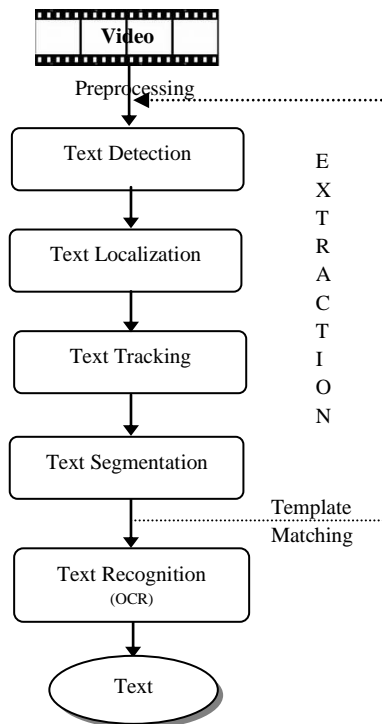 Video
Preprocessing
Text Detection
E
X
T
R
A
C
T
I
O
N
Text Localization
Text Tracking
Text Segmentation
Template
Matching
Text Recognition
(OCR)
Text